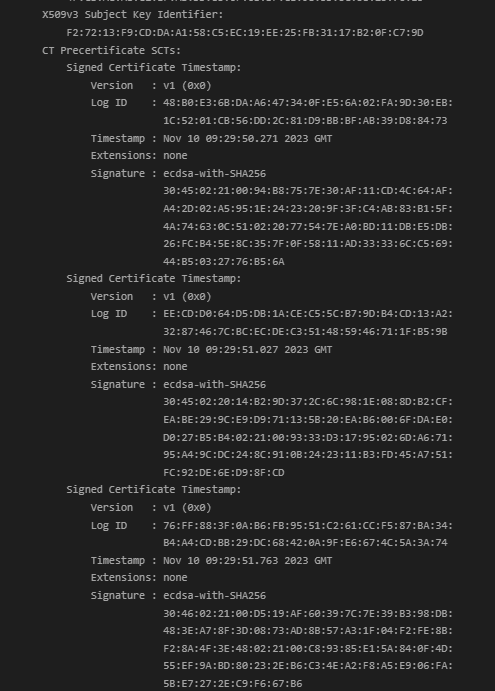 X509v3 Subject Key Identifier:
F2:72:13:F9:CD:DA:A1:58:C5:EC:19:EE:25:FB:31:17:B2:0F:C7:9D
CT Precertificate SCTs:
Signed Certificate Timestamp:
Version : v1 (0x0)
Log ID : 48:B0:E3:6B:DA:A6:47:34:0F:E5:6A:02:FA:9D:30:EB:
1C:52:01:CB:56:DD:2C:81:D9:BB:BF:AB:39:D8:84:73
Timestamp : Nov 10 09:29:50.271 2023 GMT
Extensions: none
Signature : ecdsa-with-SHA256
30:45:02:21:00:94:B8:75:7E:30:AF:11:CD:4C:64:AF:
A4:2D:02:A5:95:1E:24:23:20:9F:3F:C4:AB:83:B1:5F:
4A:74:63:0C:51:02:20:77:54:7E:A0:BD:11:DB:E5:DB:
26:FC:B4:5E:8C:35:7F:0F:58:11:AD:33:33:6C:C5:69:
44:B5:03:27:76:B5:6A
Signed Certificate Timestamp:
Version : v1 (0x0)
Log ID : EE:CD:D0:64:D5:DB:1A:CE:C5:5C:B7:9D:B4:CD:13:A2:
32:87:46:7C:BC:EC:DE:C3:51:48:59:46:71:1F:B5:9B
Timestamp : Nov 10 09:29:51.027 2023 GMT
Extensions: none
Signature : ecdsa-with-SHA256
30:45:02:20:14:B2:9D:37:2C:6C:98:1E:08:8D:B2:CF:
EA:BE:29:9C:E9:D9:71:13:5B:20:EA:B6:00:6F:DA:E0:
D0:27:B5:B4:02:21:00:93:33:D3:17:95:02:6D:A6:71:
95:A4:9C:DC:24:8C:91:0B:24:23:11:B3:FD:45:A7:51:
FC:92:DE:6E:D9:8F:CD
Signed Certificate Timestamp:
Version : v1 (0x0)
Log ID : 76:FF:88:3F:0A:B6:FB:95:51:C2:61:CC:F5:87:BA:34:
B4:A4:CD:BB:29:DC:68:42:0A:9F:E6:67:4C:5A:3A:74
Timestamp : Nov 10 09:29:51.763 2023 GMT
Extensions: none
Signature : ecdsa-with-SHA256
30:46:02:21:00:D5:19:AF:60:39:7C:7E:39:B3:98:DB:
48:3E:A7:8F:3D:08:73:AD:8B:57:A3:1F:04:F2:FE:8B:
F2:8A:4F:3E:48:02:21:00:C8:93:85:E1:5A:84:0F:4D:
55:EF:9A:BD:80:23:2E:B6:C3:4E:A2:F8:A5:E9:06:FA:
5B:E7:27:2E:C9:F6:67:B6